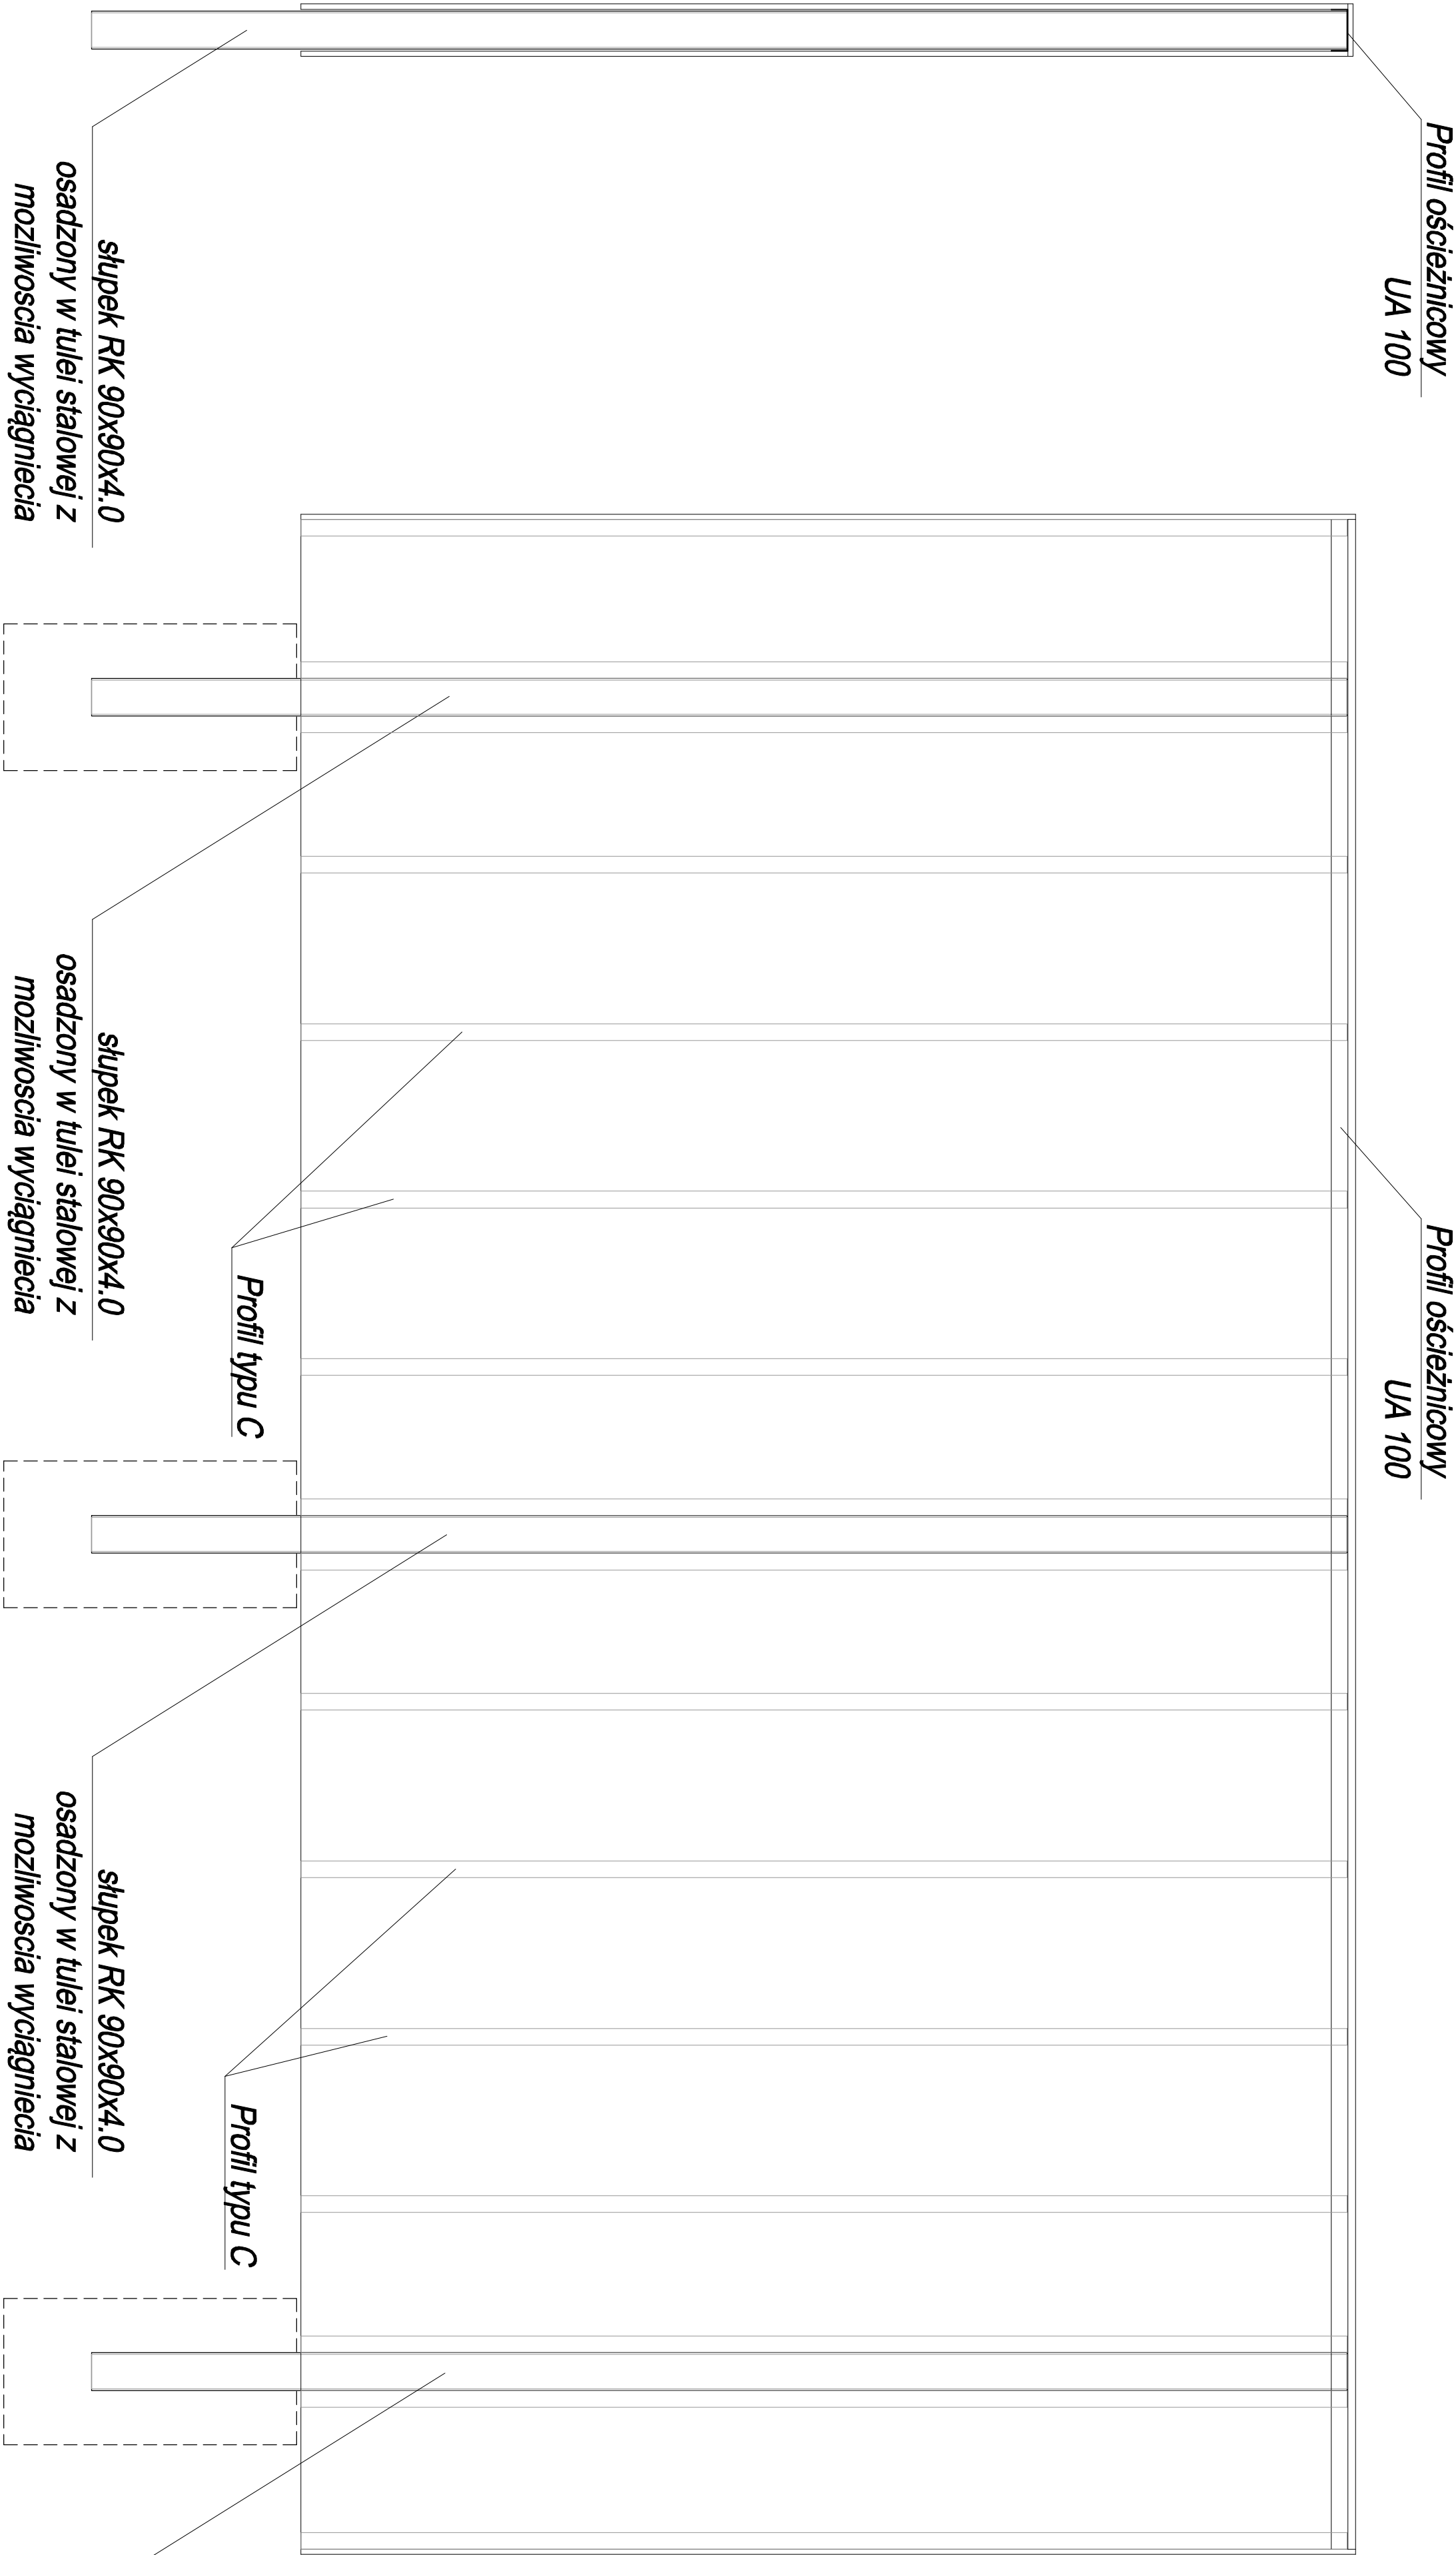 Profil ościeżnicowy
UA 100
słupek RK 90x90x4.0
osadzony w tulei stalowej z
mozliwoscia wyciągniecia
Profil ościeżnicowy
UA 100
Profil typu C
słupek RK 90x90x4.0
osadzony w tulei stalowej z
mozliwoscia wyciągniecia
Profil typu C
słupek RK 90x90x4.0
osadzony w tulei stalowej z
mozliwoscia wyciągniecia